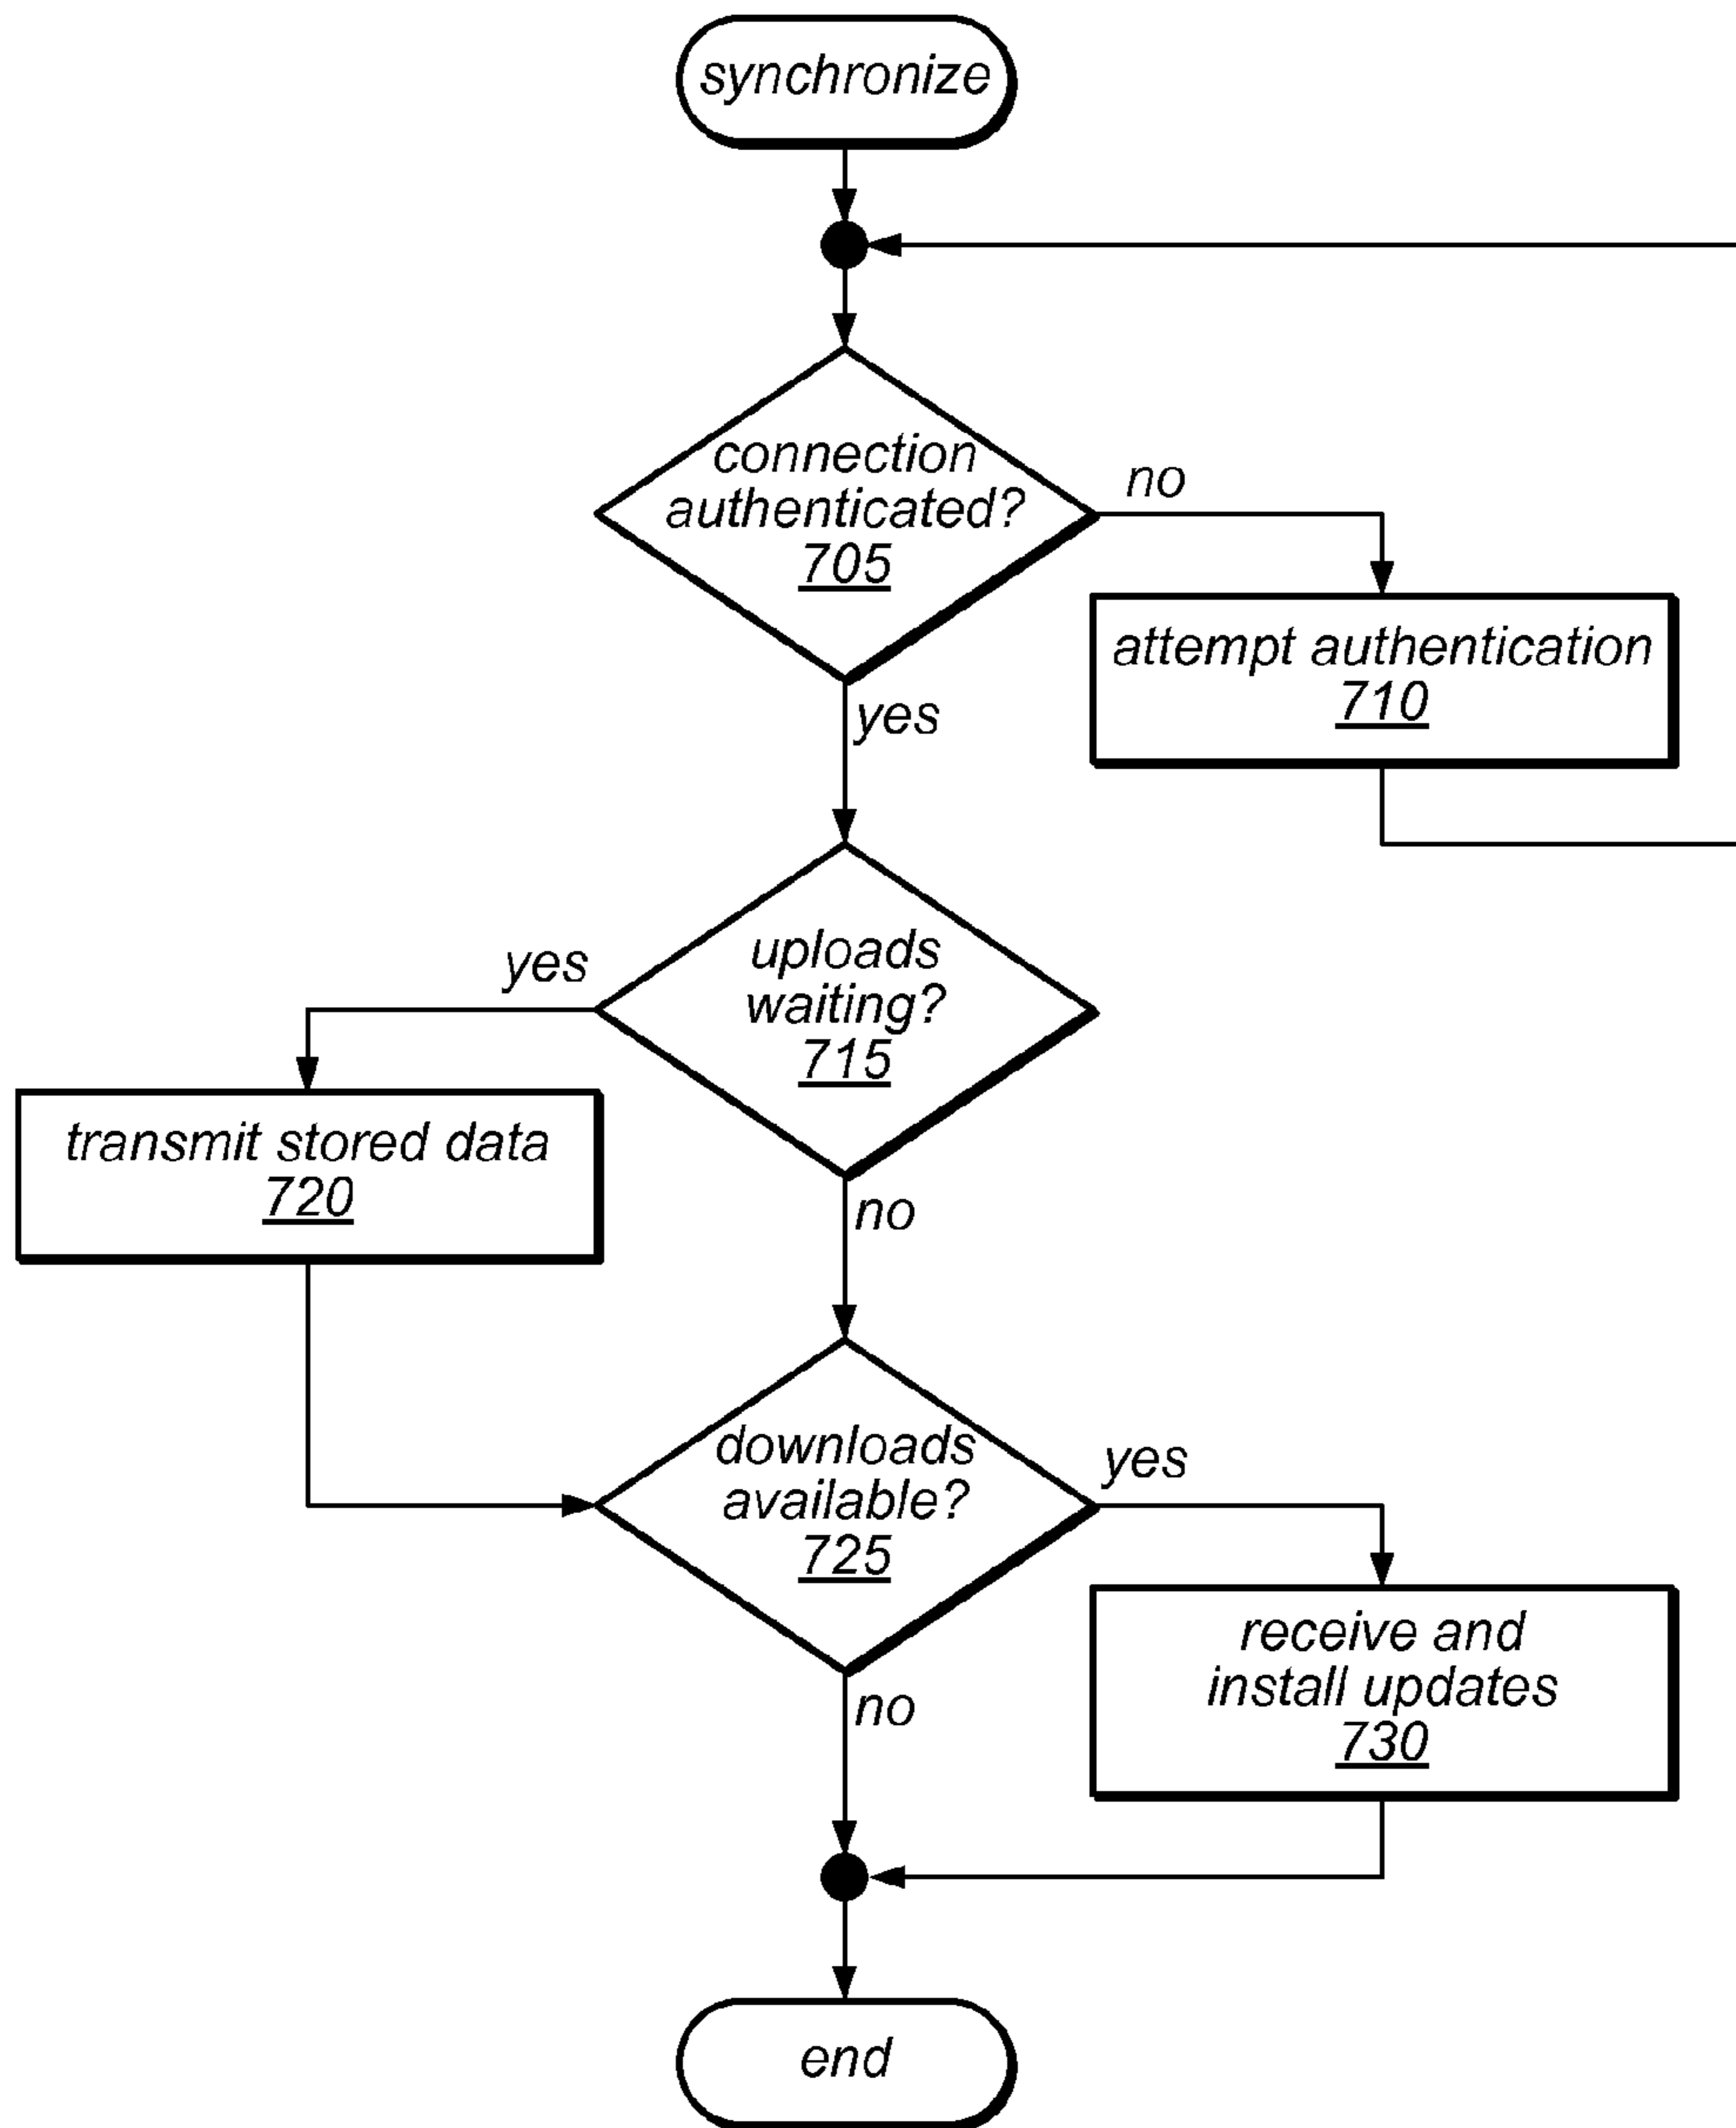 synchronize
connection
authenticated?
705
no
attempt authentication
710
yes
uploads
waiting?
715
yes
transmit stored data
720
no
downloads
available?
725
yes
receive and
install updates
730
no
end